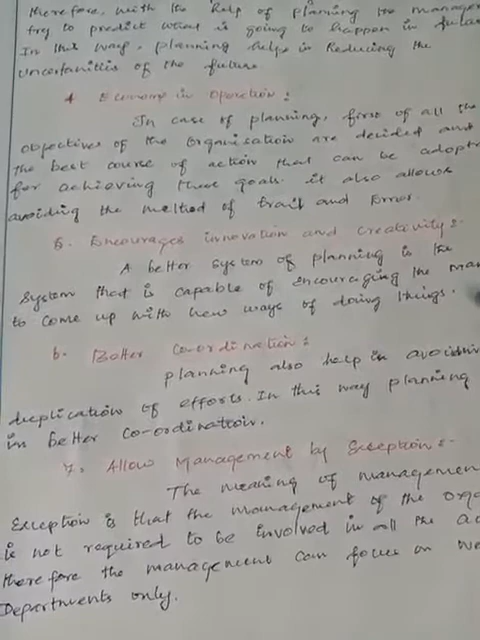 therefore, with the help of planning the manage
try to predict what is going to happen in futur
In this way, planning helps in Reducing the
uncertanities of the future.
4 Economy in Operation :
In case of planning, first of all the
objectives of the organisation are decided and
the best course of action that can be adopt
for achieving these goals. it also allows
avoiding the method of trail and Error.
5. Encourages innovation and Creativity :-
A better system of planning is the
System that is capable of encouraging the man
to come up with new ways of doing things.
6. Better Co-ordination :
planning also help in avoidin
duplication of efforts. In this way planning
in better Co-ordination.
7. Allow Management by Exception :-
The meaning of managemen
Exception is that the management of the org
is not required to be involved in all the ac
therefore the management can focus on
Departments only.